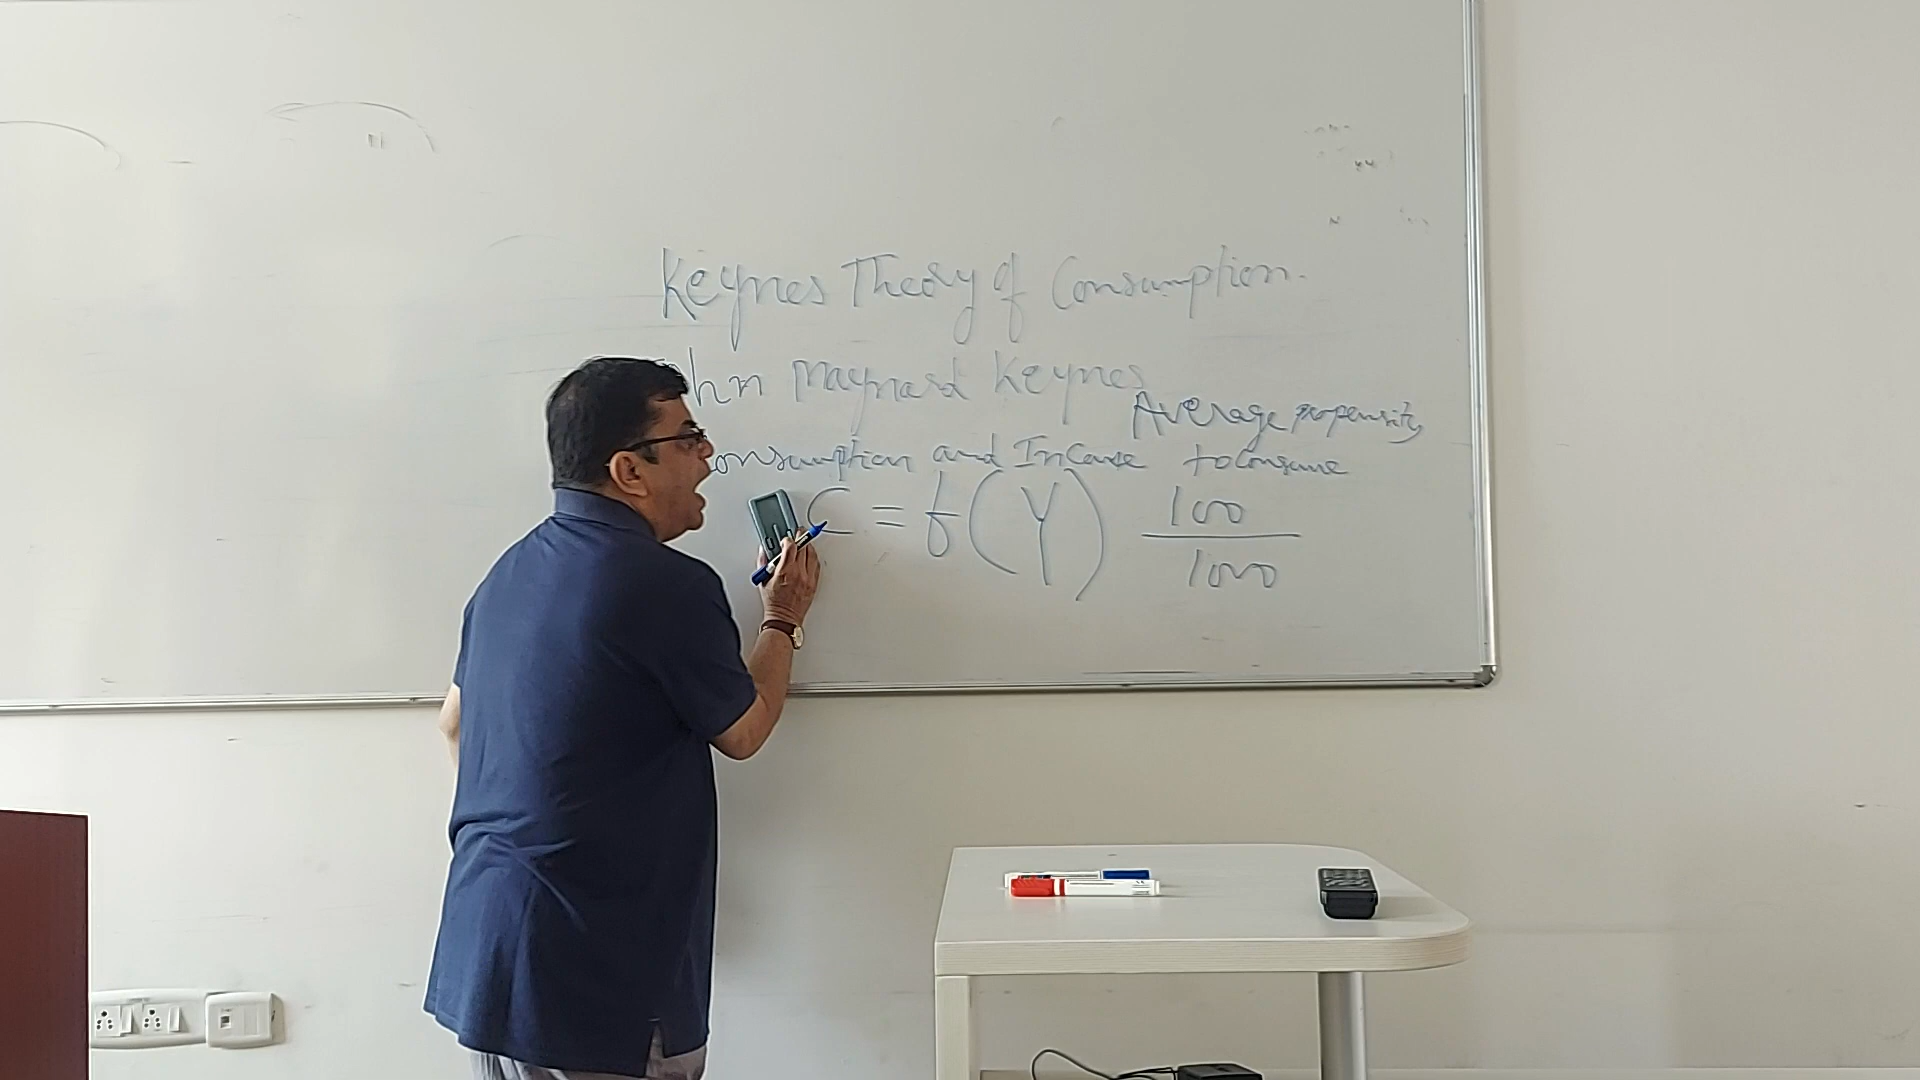 Keynes Theory of Consumption.
hn Maynard Keynes
Average propensity
onsumption and Income to Consume
C = f(Y)
100
1000